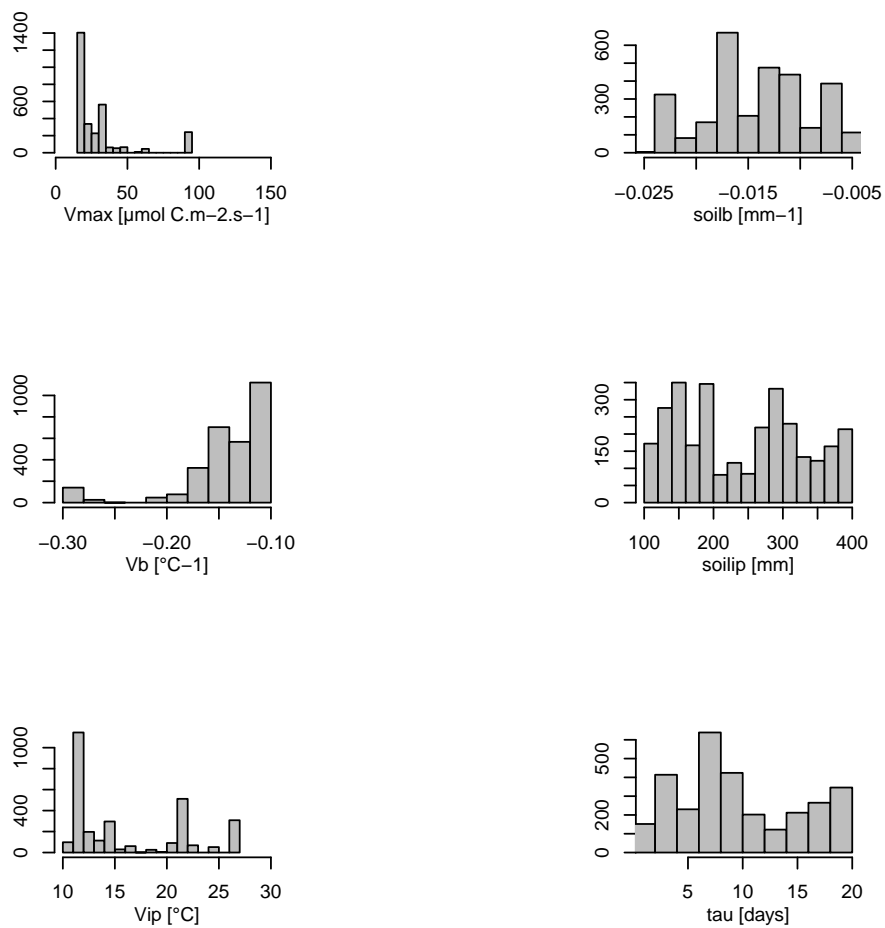 1400
600
0
0 50 100 150
Vmax [µmol C.m−2.s−1]
600
300
0
−0.025 −0.015 −0.005
soilb [mm−1]
1000
400
0
−0.30 −0.20 −0.10
Vb [°C−1]
300
150
0
100 200 300 400
soilip [mm]
1000
400
0
10 15 20 25 30
Vip [°C]
500
200
0
5 10 15 20
tau [days]